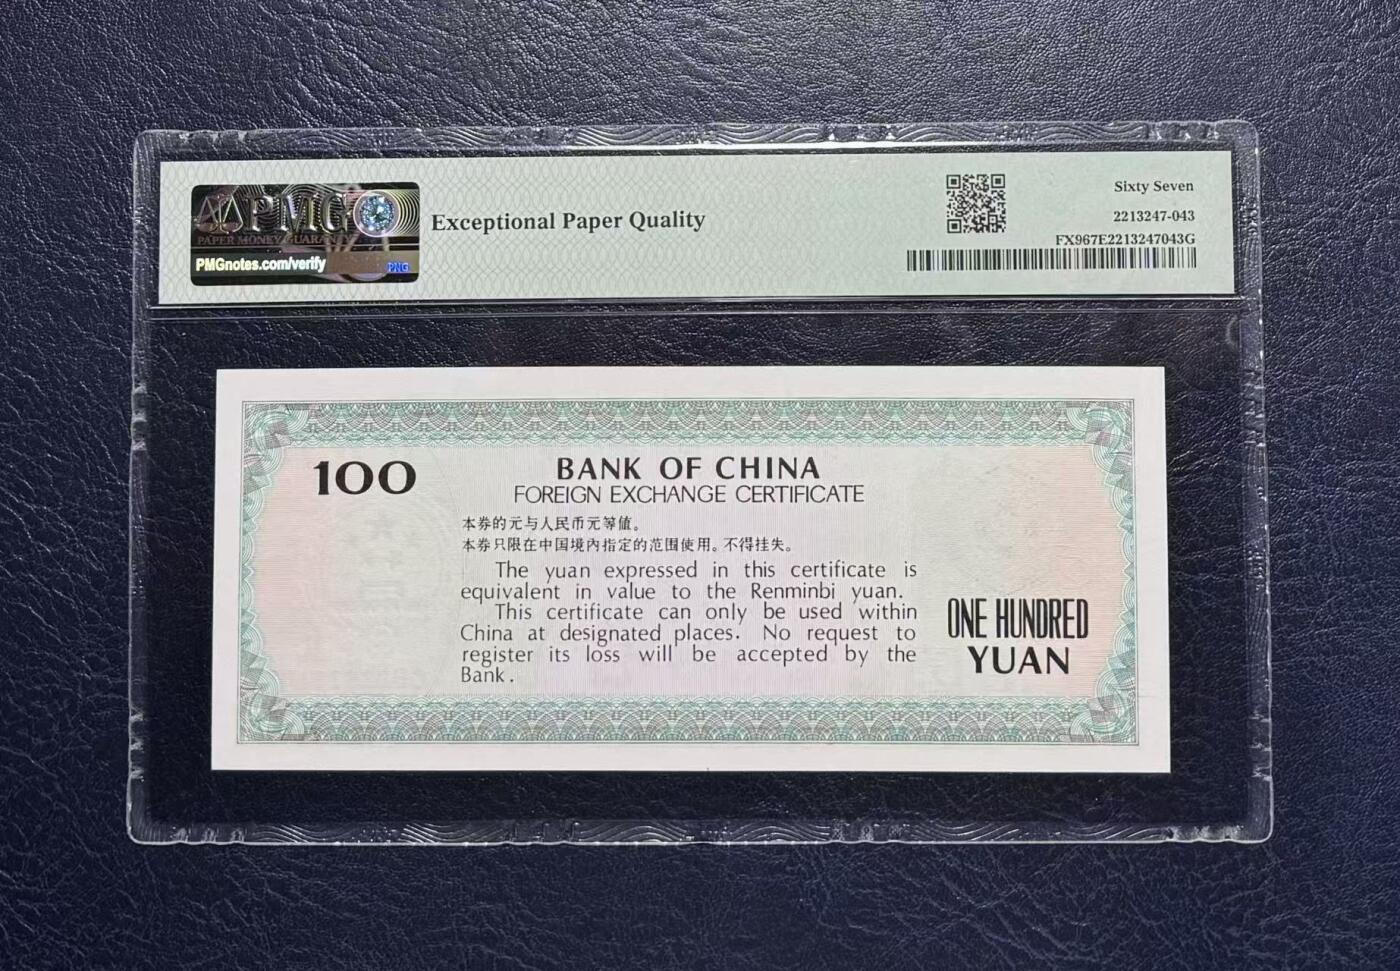 PMG
PAPER MONEY GUARANTY
PMGnotes.com/verify
PNG
Exceptional Paper Quality
Sixty Seven
2213247-043
FX967E2213247043G
100
BANK OF CHINA
FOREIGN EXCHANGE CERTIFICATE
本券的元与人民币元等值。
本券只限在中国境内指定的范围使用。不得挂失。
The yuan expressed in this certificate is
equivalent in value to the Renminbi yuan.
This certificate can only be used within
China at designated places. No request to
register its loss will be accepted by the
Bank.
ONE HUNDRED
YUAN